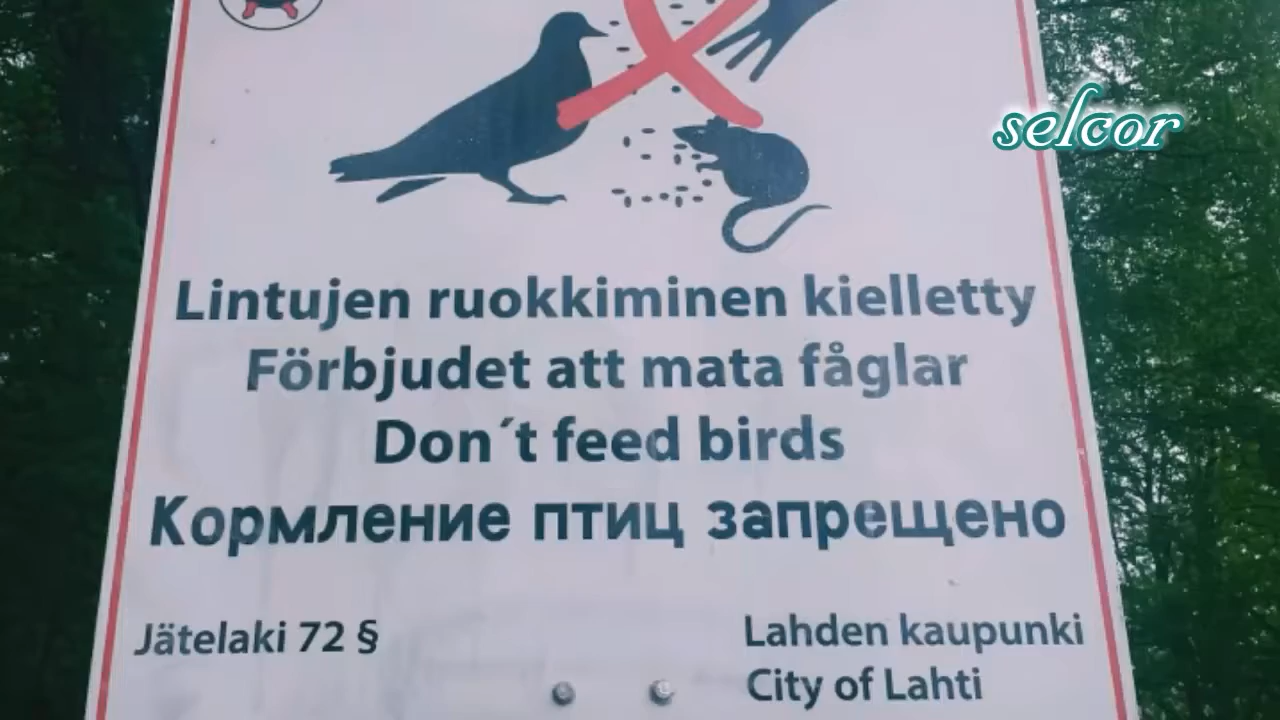 selcor
Lintujen ruokkiminen kielletty
Förbjudet att mata fåglar
Don´t feed birds
Кормление птиц запрещено
Jätelaki 72 §
Lahden kaupunki
City of Lahti